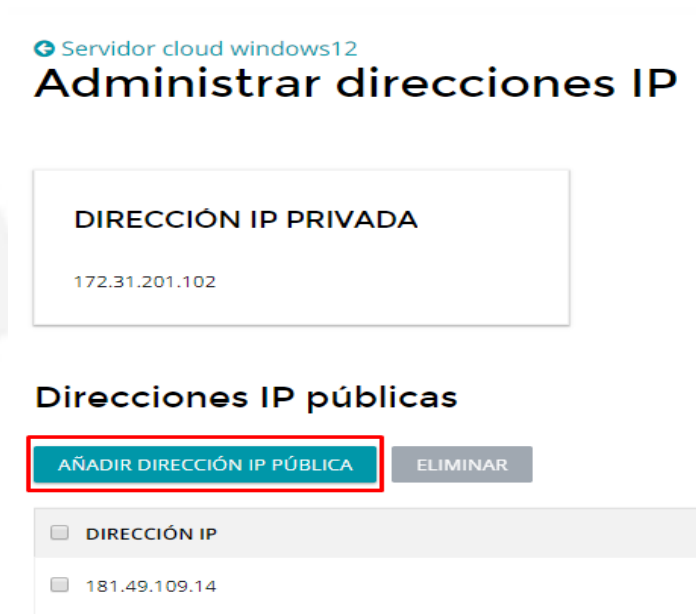 Servidor cloud windows12
Administrar direcciones IP
DIRECCIÓN IP PRIVADA
172.31.201.102
Direcciones IP públicas
AÑADIR DIRECCIÓN IP PÚBLICA ELIMINAR
DIRECCIÓN IP
181.49.109.14